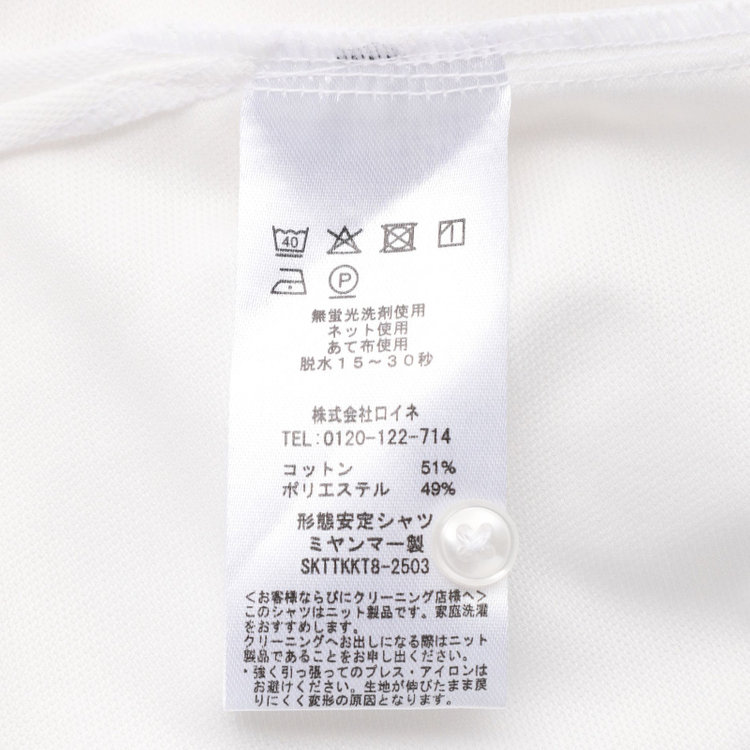 40
P
無蛍光洗剤使用
ネット使用
あて布使用
脱水15～30秒
株式会社ロイネ
TEL:0120-122-714
コットン 51%
ポリエステル 49%
形態安定シャツ
ミヤンマー製
SKTTKKT8-2503
<お客様ならびにクリーニング店様へ>
このシャツはニット製品です。家庭洗濯
をおすすめします。
クリーニングへお出しになる際はニット
製品であることをお申し出ください。
* 強く引っ張ってのプレス・アイロンは
お避けください。生地が伸びたまま戻
りにくく変形の原因となります。